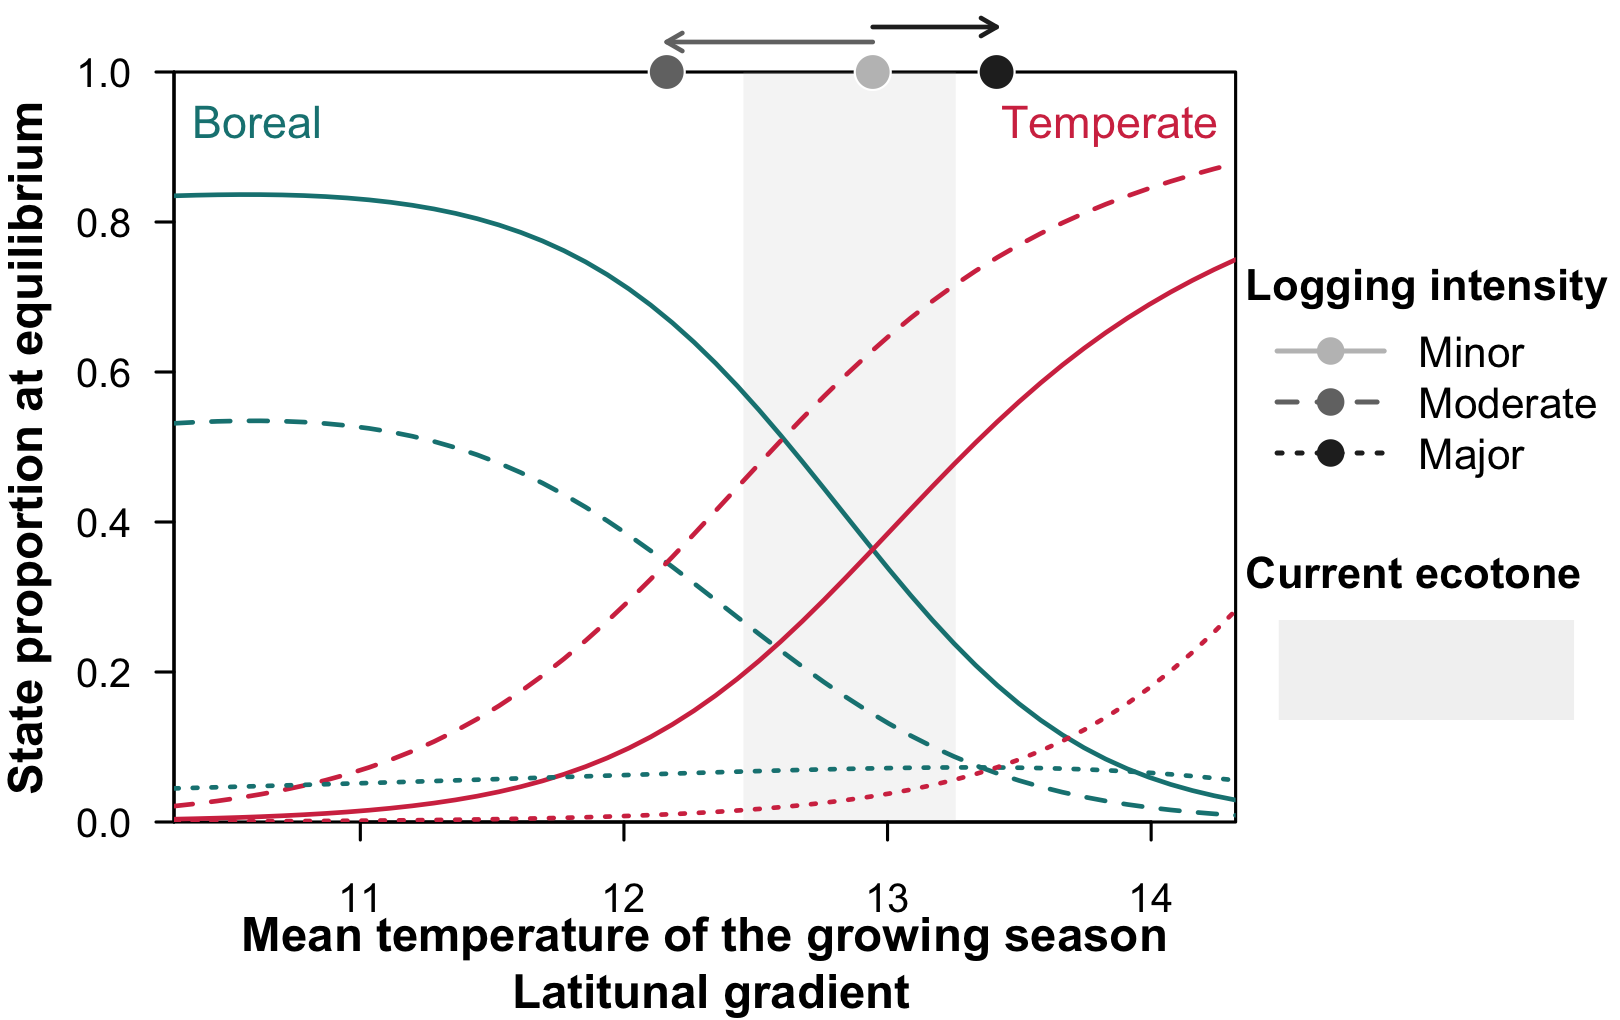 1.0
0.8
0.6
0.4
0.2
0.0
State proportion at equilibrium
Boreal
Temperate
11
12
13
14
Mean temperature of the growing season
Latitunal gradient
Logging intensity
Minor
Moderate
Major
Current ecotone